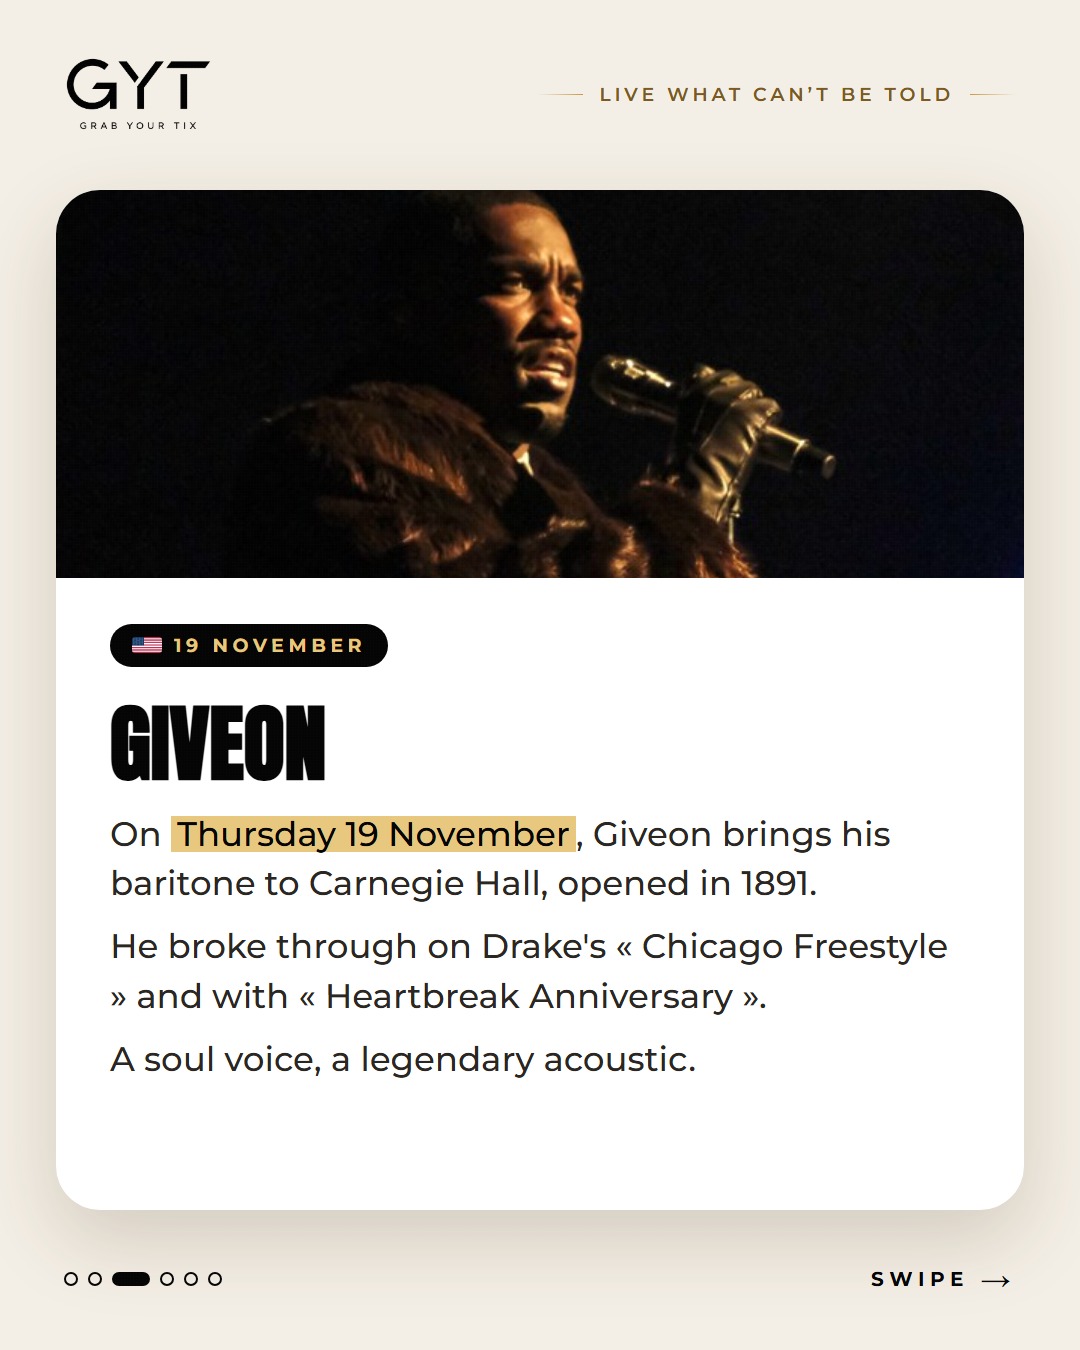 GYT
GRAB YOUR TIX
LIVE WHAT CAN’T BE TOLD
19 NOVEMBER
GIVEON
On Thursday 19 November, Giveon brings his
baritone to Carnegie Hall, opened in 1891.
He broke through on Drake's « Chicago Freestyle
» and with « Heartbreak Anniversary ».
A soul voice, a legendary acoustic.
SWIPE →